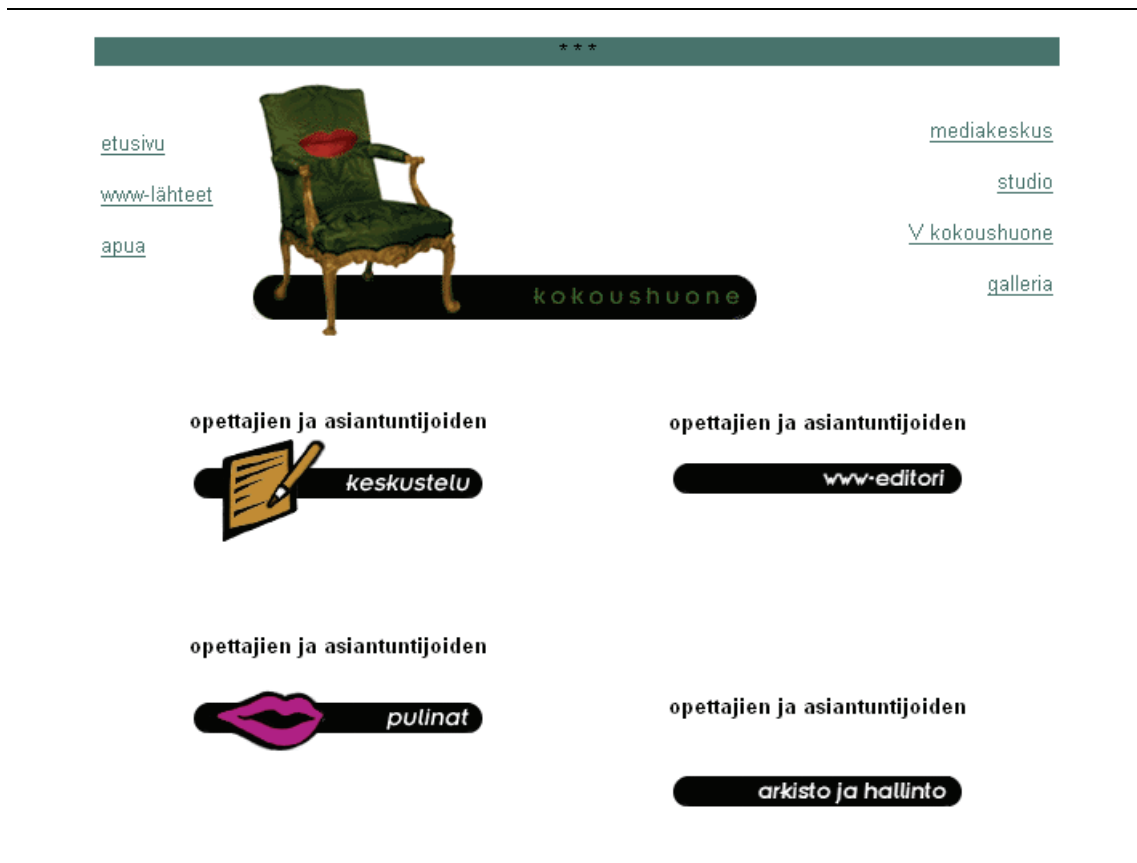 * * *
etusivu
www-lähteet
apua
mediakeskus
studio
V kokoushuone
galleria
kokoushuone
opettajien ja asiantuntijoiden
keskustelu
opettajien ja asiantuntijoiden
www-editori
opettajien ja asiantuntijoiden
pulinat
opettajien ja asiantuntijoiden
arkisto ja hallinto